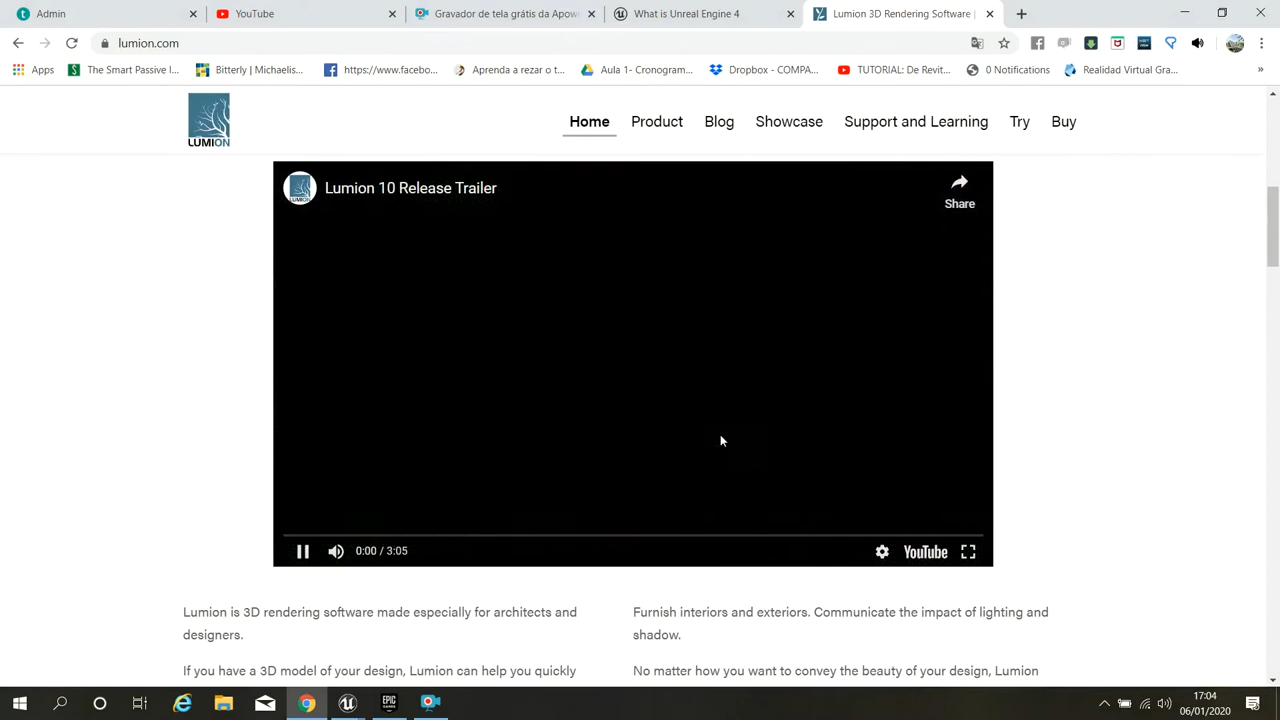 Admin
YouTube
Gravador de tela grátis da Apowe
What is Unreal Engine 4
Lumion 3D Rendering Software |
lumion.com
Apps
The Smart Passive I...
Bitterly | Michaelis...
https://www.facebo...
Aprenda a rezar o t...
Aula 1- Cronogram...
Dropbox - COMPA...
TUTORIAL: De Revit...
0 Notifications
Realidad Virtual Gra...
»
LUMION
Home
Product
Blog
Showcase
Support and Learning
Try
Buy
Lumion 10 Release Trailer
Share
0:00 / 3:05
YouTube
Lumion is 3D rendering software made especially for architects and
designers.
If you have a 3D model of your design, Lumion can help you quickly
Furnish interiors and exteriors. Communicate the impact of lighting and
shadow.
No matter how you want to convey the beauty of your design, Lumion
EPIC
GAMES
17:04
06/01/2020